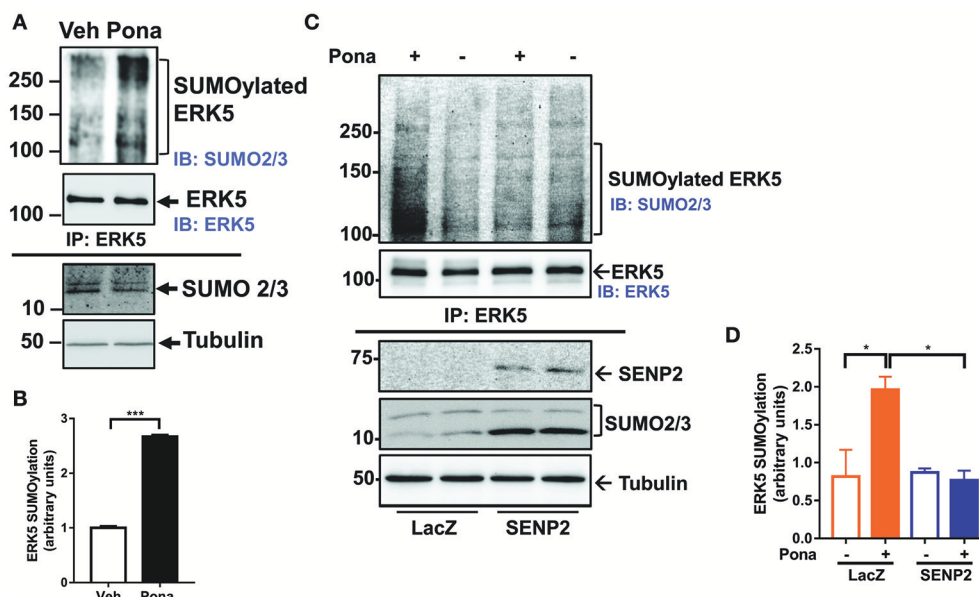 A
Veh Pona
250
150
100
SUMOylated
ERK5
IB: SUMO2/3
100
ERK5
IB: ERK5
IP: ERK5
10
SUMO 2/3
50
Tubulin
B
***
ERK5 SUMOylation
(arbitrary units)
3
2
1
0
Veh Pona
C
Pona + - + -
250
150
100
SUMOylated ERK5
IB: SUMO2/3
100
ERK5
IB: ERK5
IP: ERK5
75
SENP2
10
SUMO2/3
50
Tubulin
LacZ SENP2
D
* *
ERK5 SUMOylation
(arbitrary units)
2.5
2.0
1.5
1.0
0.5
0.0
Pona - + - +
LacZ SENP2